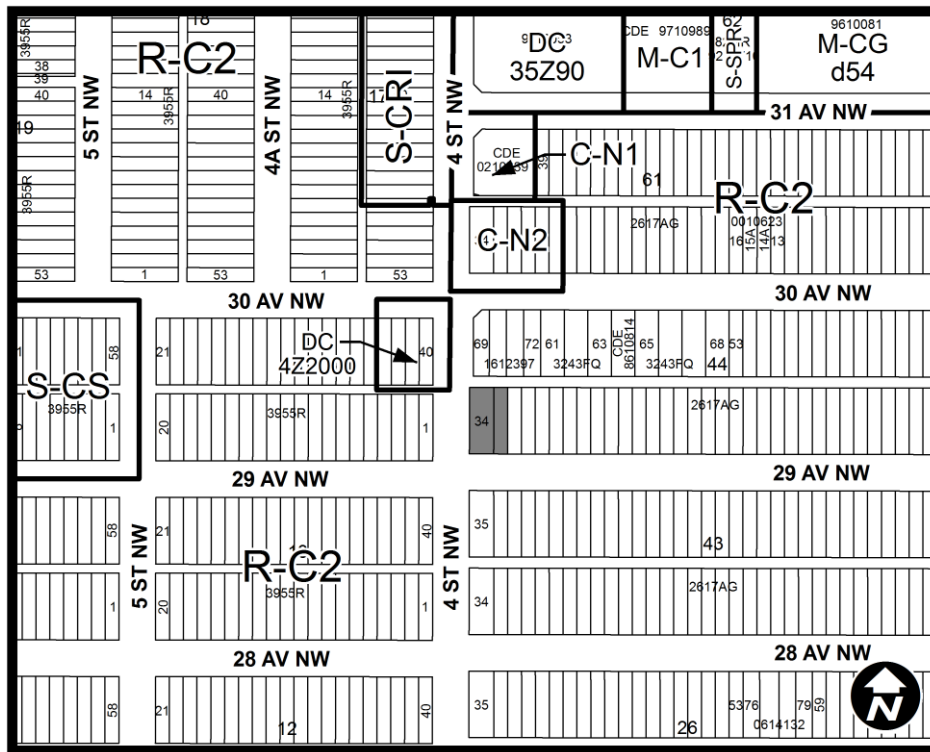 3955R
38
39
40
R-C2
14
3955R
40
14
3955R
S-CRI
4 ST NW
DC
35Z90
CDE 9710989
M-C1
62
S-SPR
9610081
M-CG
d54
5 ST NW
4A ST NW
31 AV NW
19
3955R
CDE
C-N1
61
R-C2
C-N2
2617AG
0010623
16
15A
14A
13
53
1
53
1
53
30 AV NW
30 AV NW
58
S-CS
3955R
1
21
DC
4Z2000
40
69
1612397
72
61
3243FQ
63
CDE
8610814
65
3243FQ
68
53
44
20
3955R
1
34
2617AG
29 AV NW
29 AV NW
58
21
40
35
43
5 ST NW
R-C2
4 ST NW
1
20
3955R
1
34
2617AG
28 AV NW
28 AV NW
58
21
12
40
35
26
5376
0614132
79
59
N